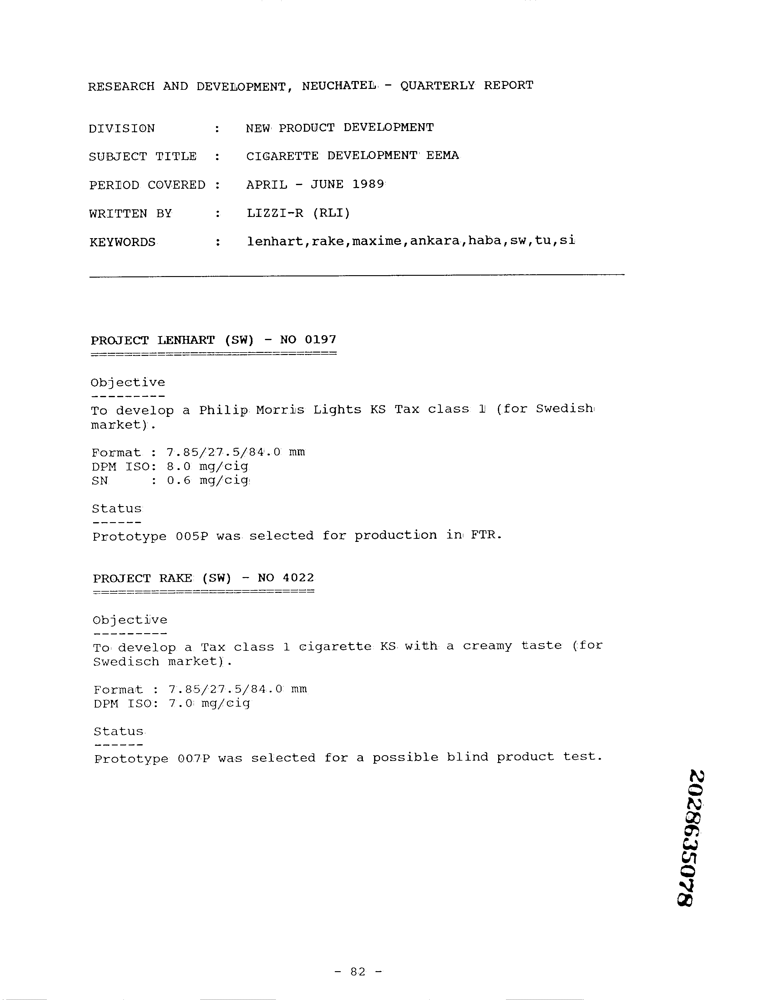 RESEARCH AND DEVELOPMENT, NEUCHATEL - QUARTERLY REPORT
DIVISION : NEW PRODUCT DEVELOPMENT
SUBJECT TITLE : CIGARETTE DEVELOPMENT EEMA
PERIOD COVERED : APRIL - JUNE 1989
WRITTEN BY : LIZZI-R (RLI)
KEYWORDS : lenhart,rake,maxime,ankara,haba,sw,tu,si
PROJECT LENHART (SW) - NO 0197
==============================
Objective
---------
To develop a Philip Morris Lights KS Tax class 1 (for Swedish
market).
Format : 7.85/27.5/84.0 mm
DPM ISO: 8.0 mg/cig
SN : 0.6 mg/cig
Status
------
Prototype 005P was selected for production in FTR.
PROJECT RAKE (SW) - NO 4022
===========================
Objective
---------
To develop a Tax class 1 cigarette KS with a creamy taste (for
Swedisch market).
Format : 7.85/27.5/84.0 mm
DPM ISO: 7.0 mg/cig
Status
------
Prototype 007P was selected for a possible blind product test.
2028635078
- 82 -